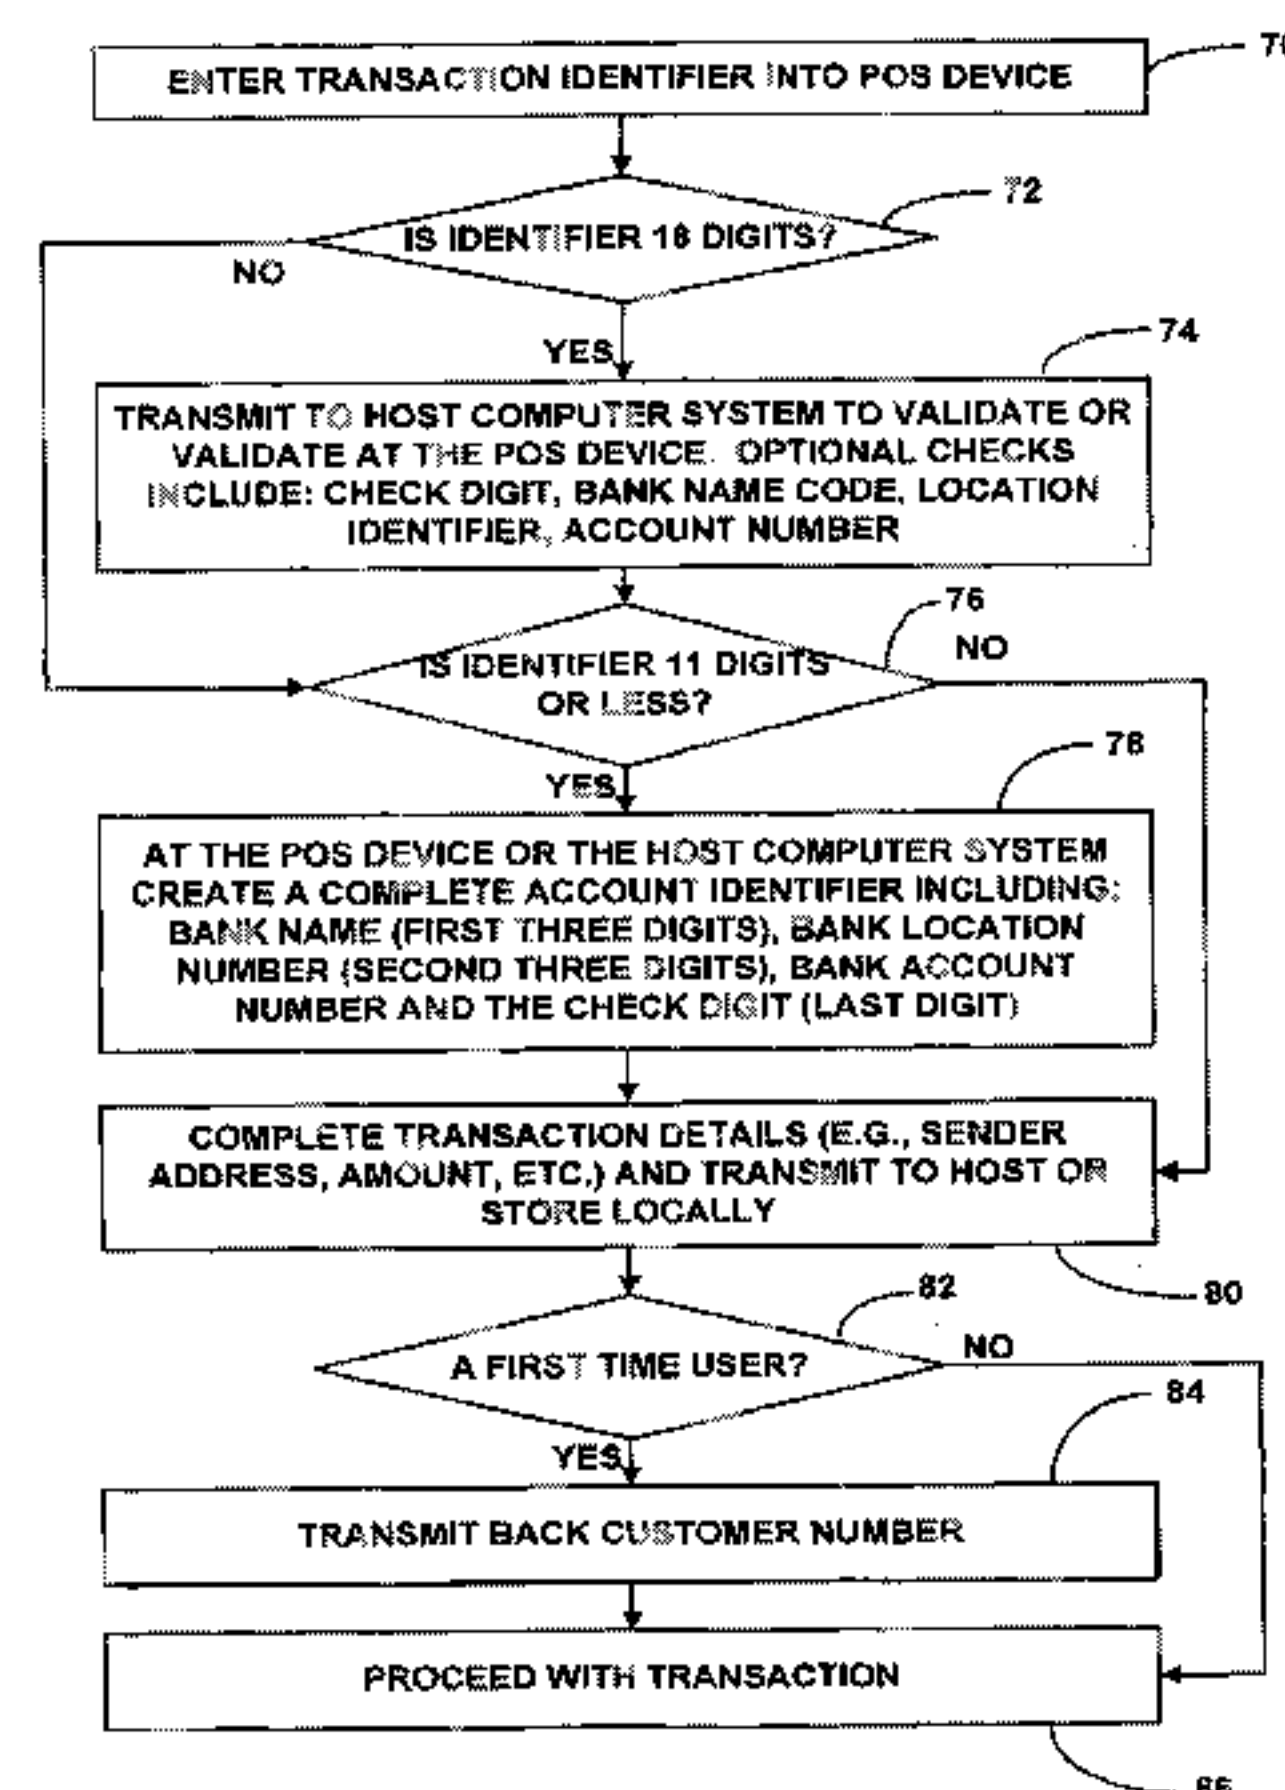 ENTER TRANSACTION IDENTIFIER INTO POS DEVICE
72
IS IDENTIFIER 18 DIGITS?
NO
YES
74
TRANSMIT TO HOST COMPUTER SYSTEM TO VALIDATE OR
VALIDATE AT THE POS DEVICE. OPTIONAL CHECKS
INCLUDE: CHECK DIGIT, BANK NAME CODE, LOCATION
IDENTIFIER, ACCOUNT NUMBER
76
NO
IS IDENTIFIER 11 DIGITS
OR LESS?
YES
78
AT THE POS DEVICE OR THE HOST COMPUTER SYSTEM
CREATE A COMPLETE ACCOUNT IDENTIFIER INCLUDING:
BANK NAME (FIRST THREE DIGITS), BANK LOCATION
NUMBER (SECOND THREE DIGITS), BANK ACCOUNT
NUMBER AND THE CHECK DIGIT (LAST DIGIT)
COMPLETE TRANSACTION DETAILS (E.G., SENDER
ADDRESS, AMOUNT, ETC.) AND TRANSMIT TO HOST OR
STORE LOCALLY
80
82
A FIRST TIME USER?
NO
84
YES
TRANSMIT BACK CUSTOMER NUMBER
PROCEED WITH TRANSACTION